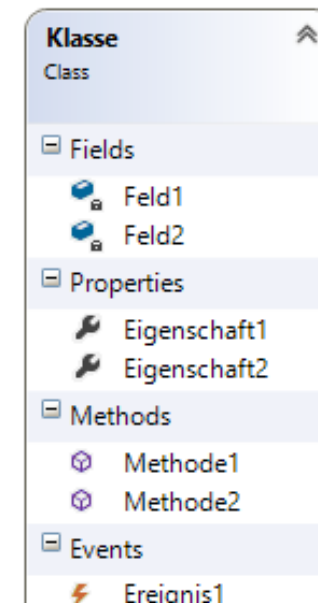 Klasse
Class
Fields
Feld1
Feld2
Properties
Eigenschaft1
Eigenschaft2
Methods
Methode1
Methode2
Events
Ereignis1